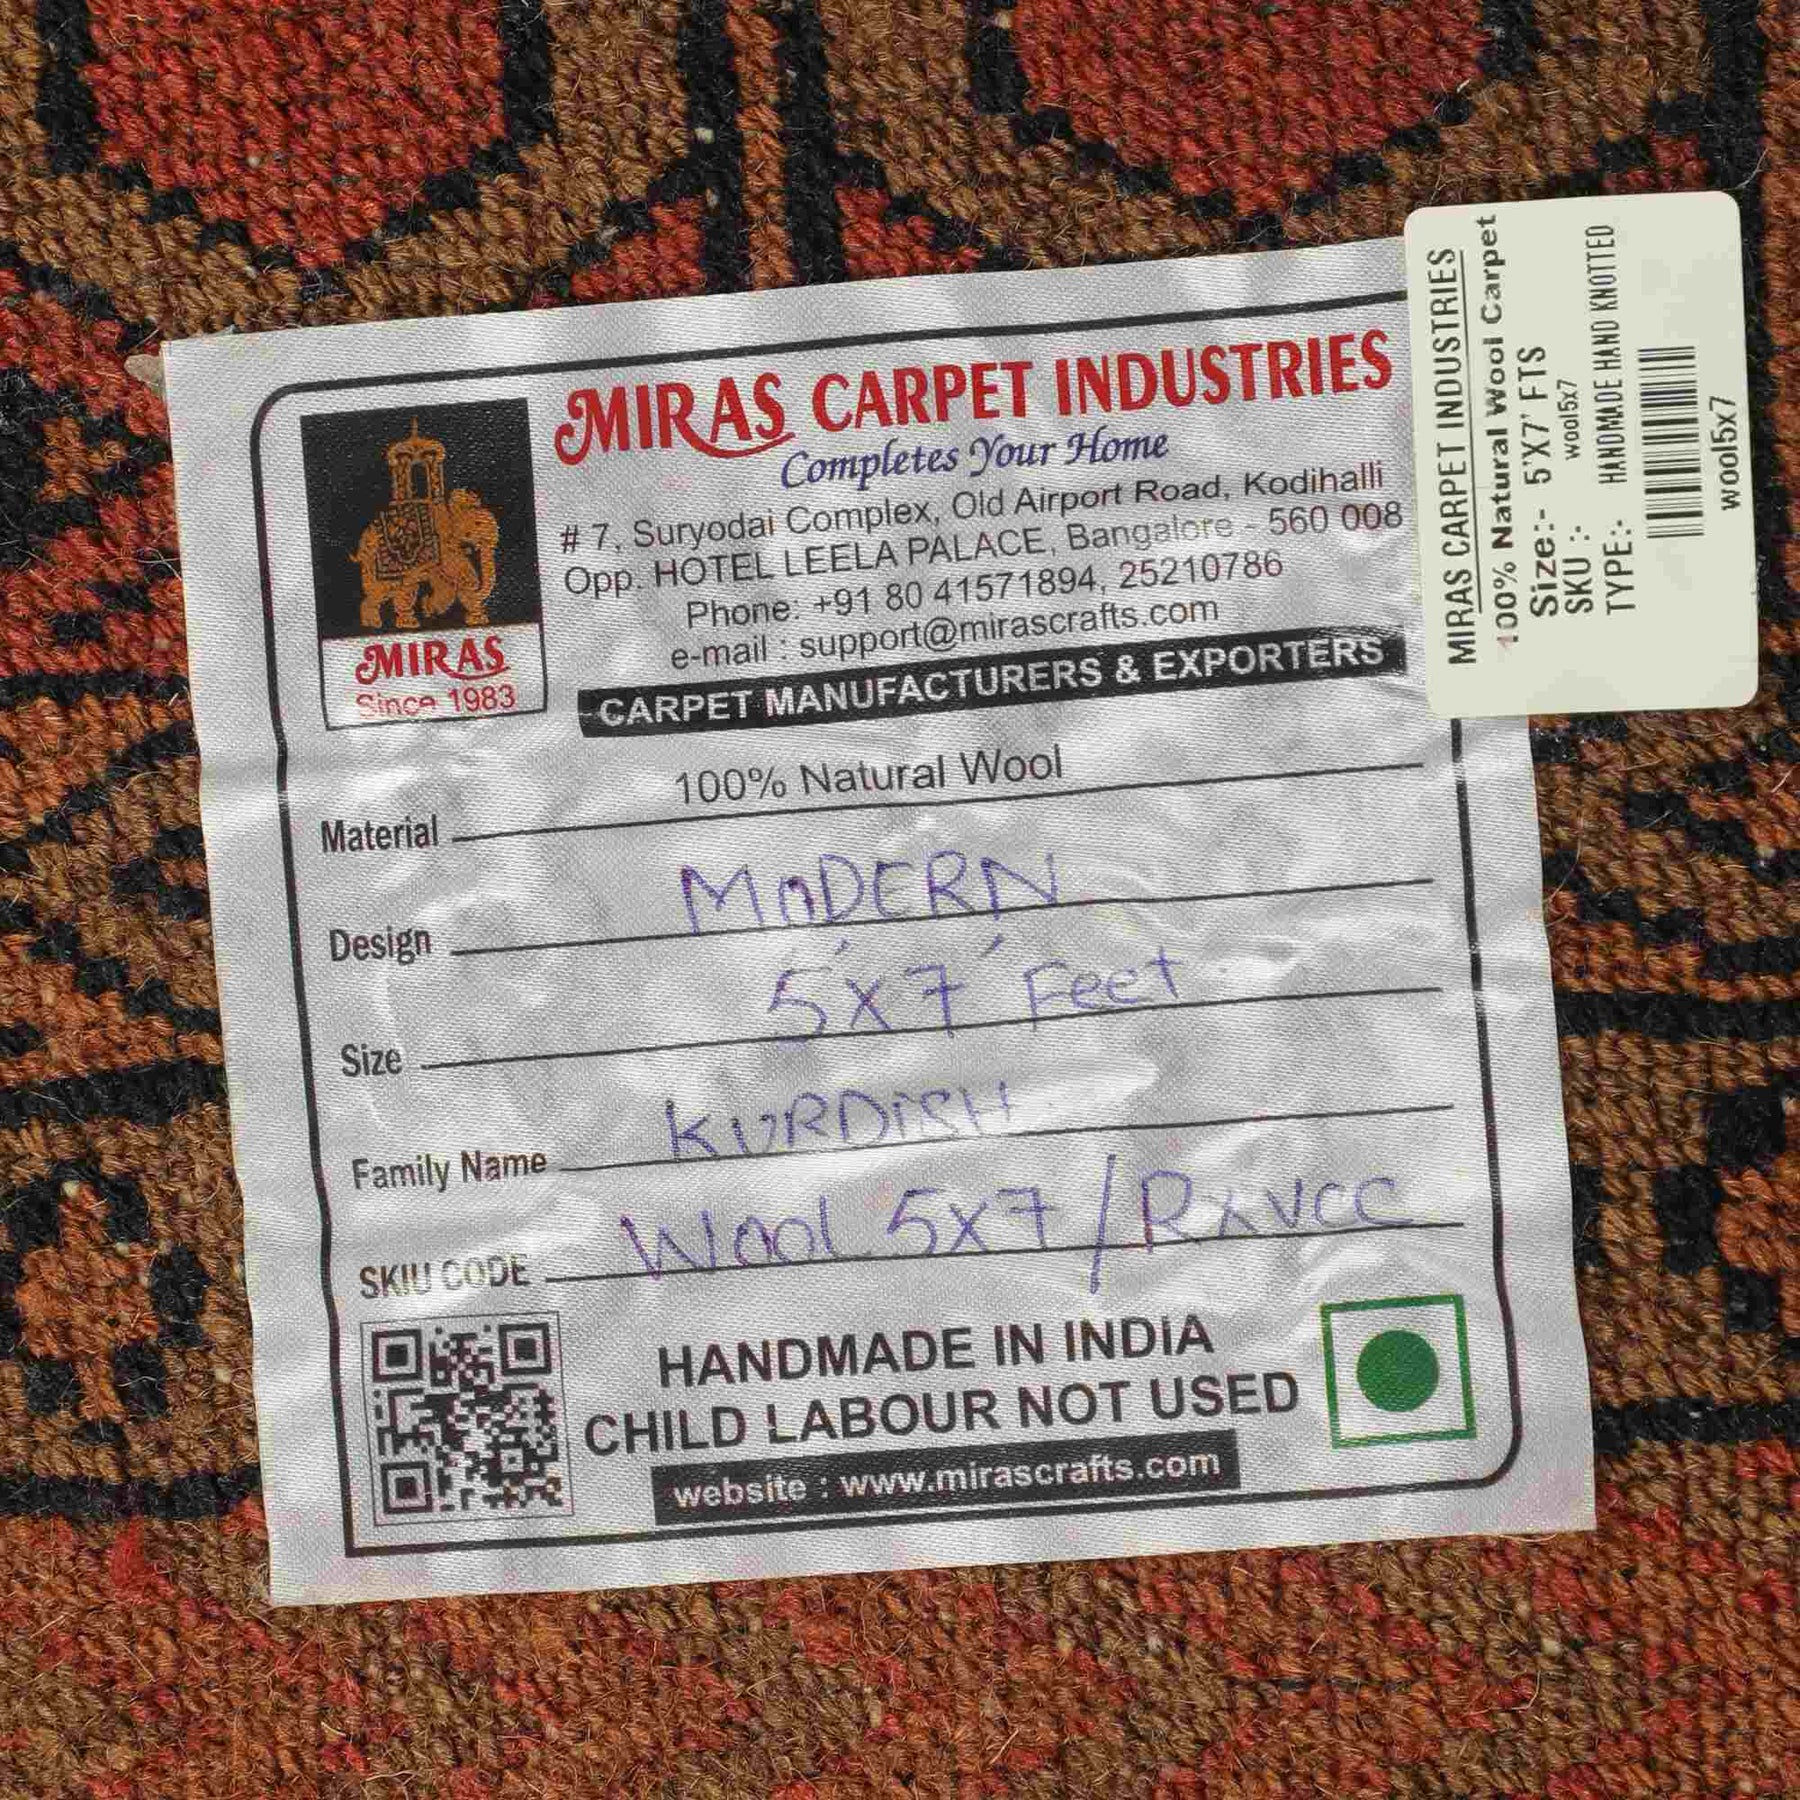 MIRAS CARPET INDUSTRIES
Completes Your Home
# 7, Suryodai Complex, Old Airport Road, Kodihalli
Opp. HOTEL LEELA PALACE, Bangalore - 560 008
Phone: +91 80 41571894, 25210786
e-mail : support@mirascrafts.com
CARPET MANUFACTURERS & EXPORTERS
MIRAS
Since 1983
Material 100% Natural Wool
Design MODERN
Size 5'x7' Feet
Family Name KURDISH
SKIU CODE Wool 5x7/
HANDMADE IN INDIA
CHILD LABOUR NOT USED
website : www.mirascrafts.com
MIRAS CARPET INDUSTRIES
100% Natural Wool Carpet
Size:- 5'X7' FTS
SKU :- wool5x7
TYPE:- HANDMADE HAND KNOTTED
wool5x7